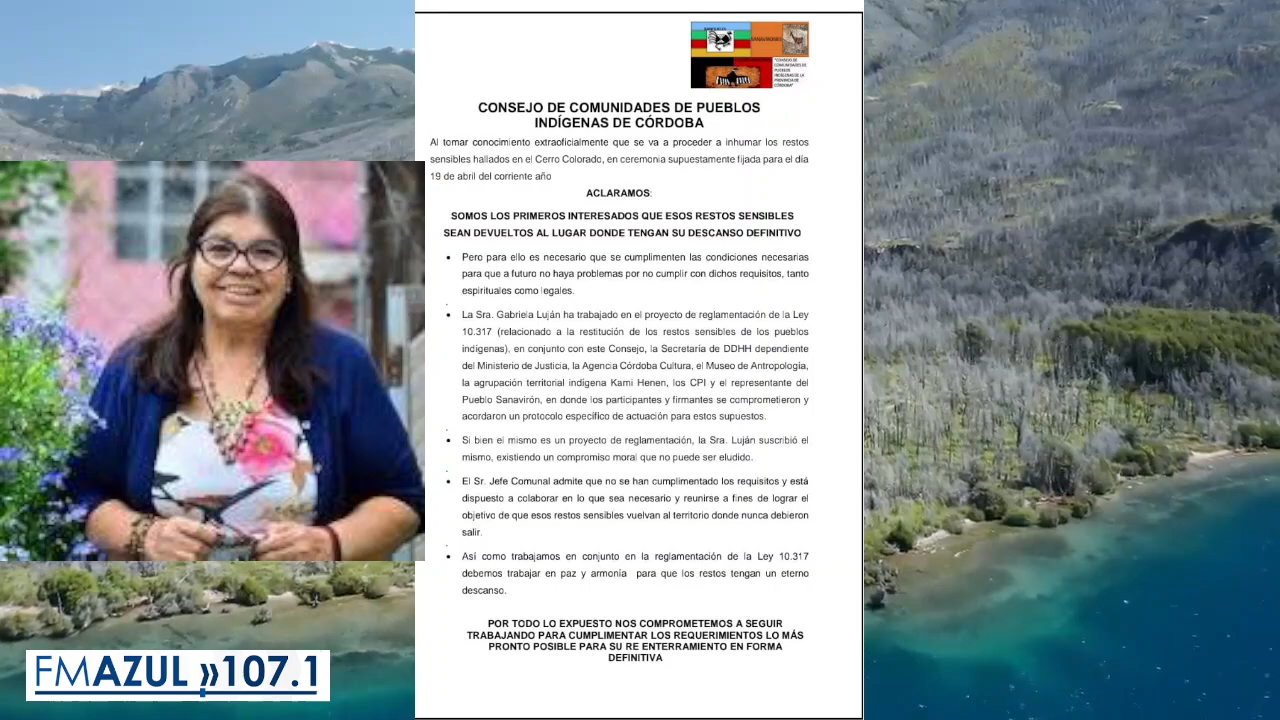 SANAVIRONES
"CONSEJO DE
COMUNIDADES DE
PUEBLOS
INDÍGENAS DE LA
PROVINCIA DE
CÓRDOBA"
CONSEJO DE COMUNIDADES DE PUEBLOS
INDÍGENAS DE CÓRDOBA
Al tomar conocimiento extraoficialmente que se va a proceder a inhumar los restos
sensibles hallados en el Cerro Colorado, en ceremonia supuestamente fijada para el día
19 de abril del corriente año
ACLARAMOS:
SOMOS LOS PRIMEROS INTERESADOS QUE ESOS RESTOS SENSIBLES
SEAN DEVUELTOS AL LUGAR DONDE TENGAN SU DESCANSO DEFINITIVO
• Pero para ello es necesario que se cumplimenten las condiciones necesarias
para que a futuro no haya problemas por no cumplir con dichos requisitos, tanto
espirituales como legales.
.
• La Sra. Gabriela Luján ha trabajado en el proyecto de reglamentación de la Ley
10.317 (relacionado a la restitución de los restos sensibles de los pueblos
indígenas), en conjunto con este Consejo, la Secretaría de DDHH dependiente
del Ministerio de Justicia, la Agencia Córdoba Cultura, el Museo de Antropología,
la agrupación territorial indígena Kami Henen, los CPI y el representante del
Pueblo Sanavirón, en donde los participantes y firmantes se comprometieron y
acordaron un protocolo específico de actuación para estos supuestos.
.
• Si bien el mismo es un proyecto de reglamentación, la Sra. Luján suscribió el
mismo, existiendo un compromiso moral que no puede ser eludido.
.
• El Sr. Jefe Comunal admite que no se han cumplimentado los requisitos y está
dispuesto a colaborar en lo que sea necesario y reunirse a fines de lograr el
objetivo de que esos restos sensibles vuelvan al territorio donde nunca debieron
salir.
.
• Así como trabajamos en conjunto en la reglamentación de la Ley 10.317
debemos trabajar en paz y armonía para que los restos tengan un eterno
descanso.
POR TODO LO EXPUESTO NOS COMPROMETEMOS A SEGUIR
TRABAJANDO PARA CUMPLIMENTAR LOS REQUERIMIENTOS LO MÁS
PRONTO POSIBLE PARA SU RE ENTERRAMIENTO EN FORMA
DEFINITIVA
FMAZUL »107.1